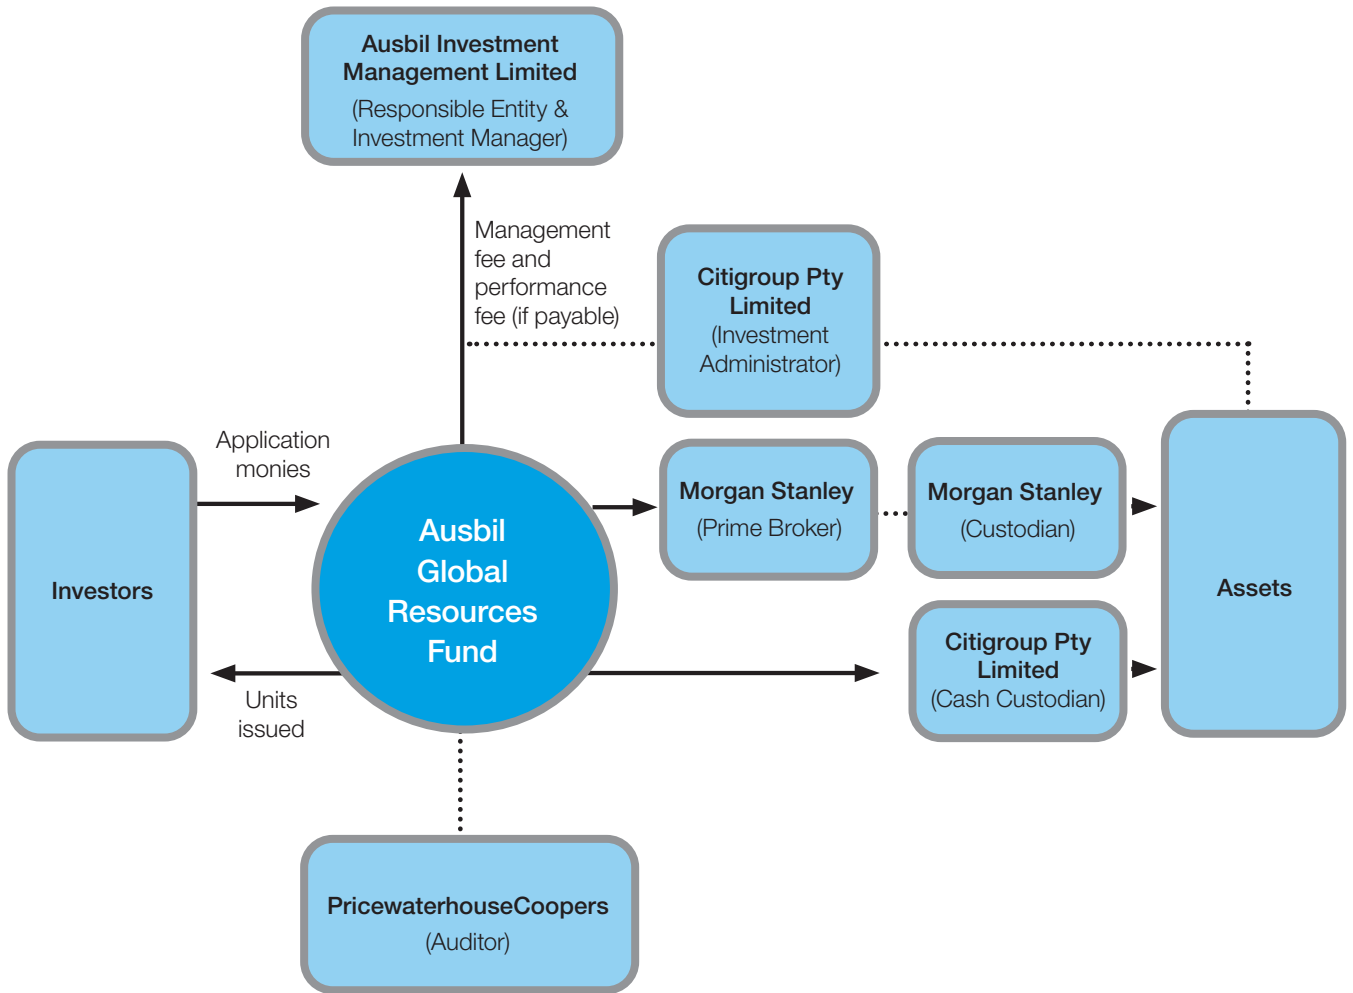 Ausbil Investment
Management Limited
(Responsible Entity &
Investment Manager)
Management
fee and
performance
fee (if payable)
Citigroup Pty
Limited
(Investment
Administrator)
Application
monies
Investors
Units
issued
Ausbil
Global
Resources
Fund
Morgan Stanley
(Prime Broker)
Morgan Stanley
(Custodian)
Citigroup Pty
Limited
(Cash Custodian)
Assets
PricewaterhouseCoopers
(Auditor)